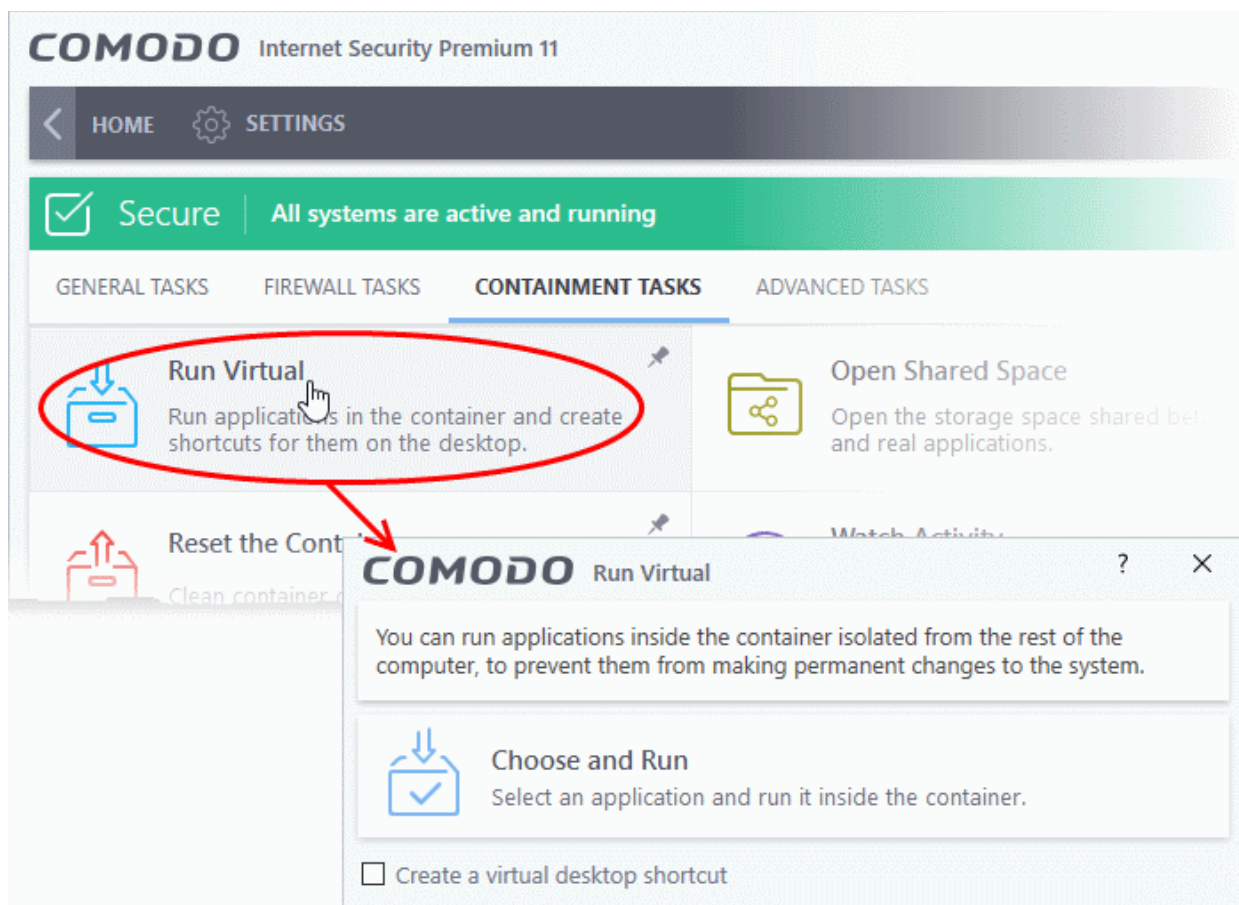 COMODO Internet Security Premium 11
HOME SETTINGS
Secure All systems are active and running
GENERAL TASKS FIREWALL TASKS CONTAINMENT TASKS ADVANCED TASKS
Run Virtual
Run applications in the container and create
shortcuts for them on the desktop.
Open Shared Space
Open the storage space shared
and real applications.
Reset the
Watch Activity
Clean container
COMODO Run Virtual ?
You can run applications inside the container isolated from the rest of the
computer, to prevent them from making permanent changes to the system.
Choose and Run
Select an application and run it inside the container.
Create a virtual desktop shortcut